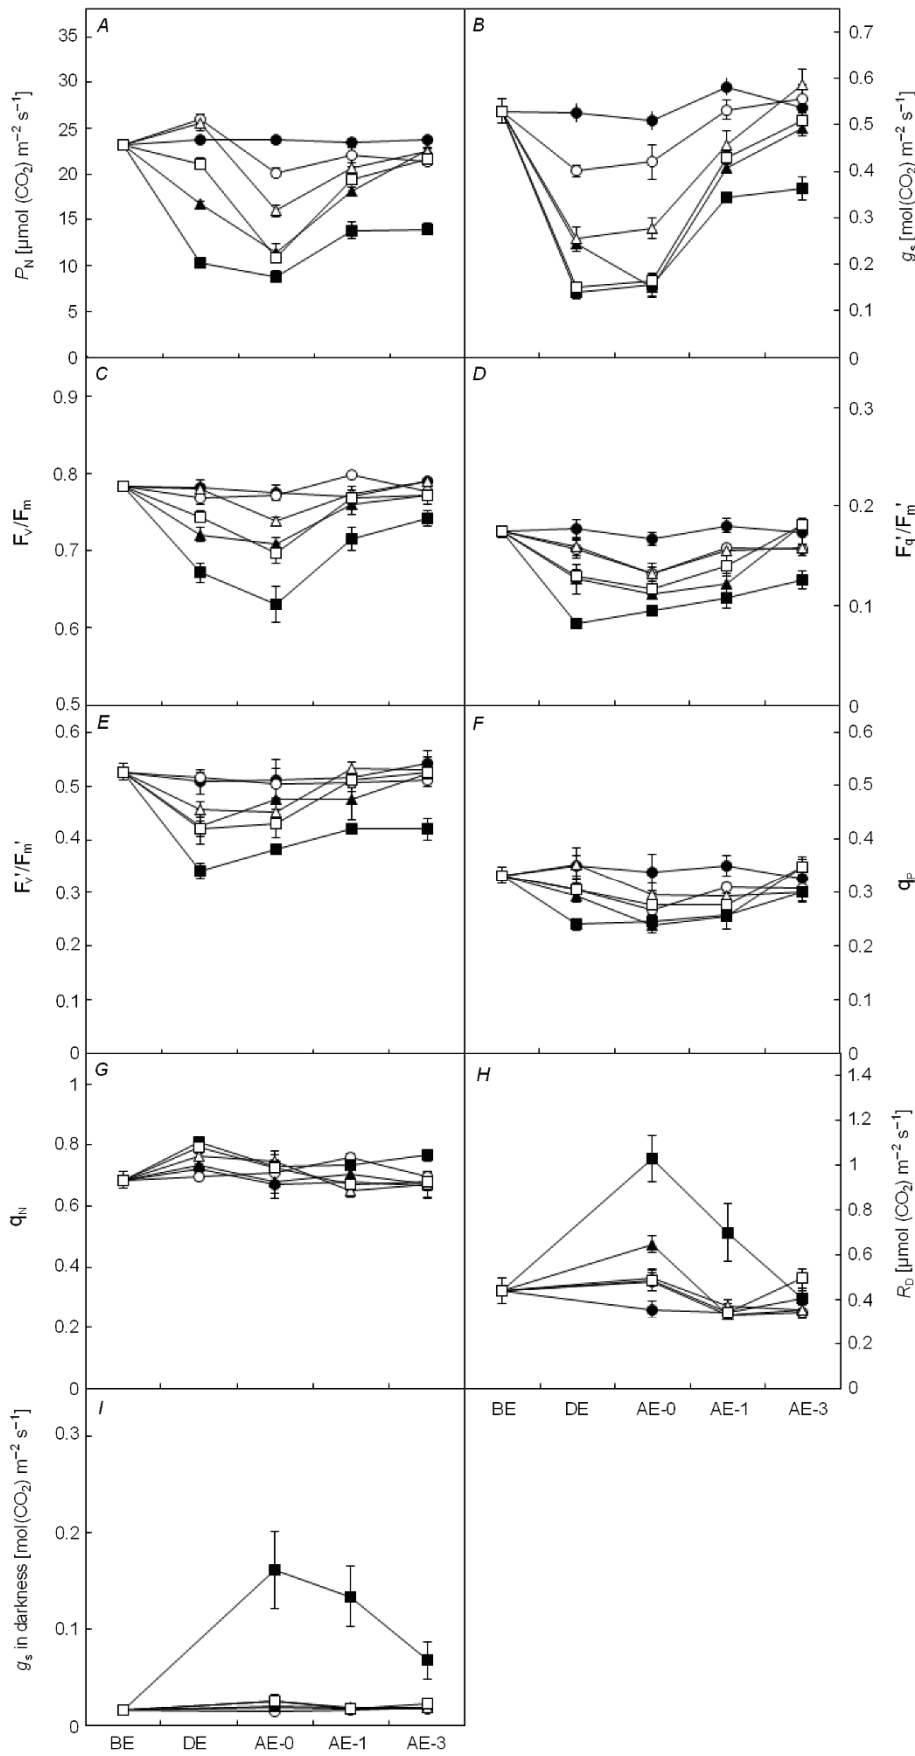 A
35
30
25
20
15
10
5
0
P_N [µmol (CO₂) m⁻² s⁻¹]
B
0.7
0.6
0.5
0.4
0.3
0.2
0.1
0
g_s [mol(CO₂) m⁻² s⁻¹]
C
0.9
0.8
0.7
0.6
0.5
F_v/F_m
D
0.3
0.2
0.1
0
F_q'/F_m'
E
0.6
0.5
0.4
0.3
0.2
0.1
0
F_v'/F_m'
F
0.6
0.5
0.4
0.3
0.2
0.1
0
q_P
G
1
0.8
0.6
0.4
0.2
0
q_N
H
1.4
1.2
1
0.8
0.6
0.4
0.2
0
R_D [µmol (CO₂) m⁻² s⁻¹]
BE DE AE-0 AE-1 AE-3
I
0.3
0.2
0.1
0
g_s in darkness [mol(CO₂) m⁻² s⁻¹]
BE DE AE-0 AE-1 AE-3